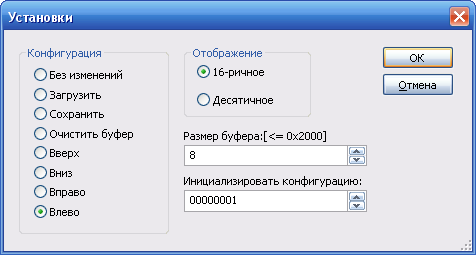 Установки
Конфигурация
Без изменений
Загрузить
Сохранить
Очистить буфер
Вверх
Вниз
Вправо
Влево
Отображение
16-ричное
Десятичное
Размер буфера:[<= 0x2000]
8
Инициализировать конфигурацию:
00000001
OK
Отмена